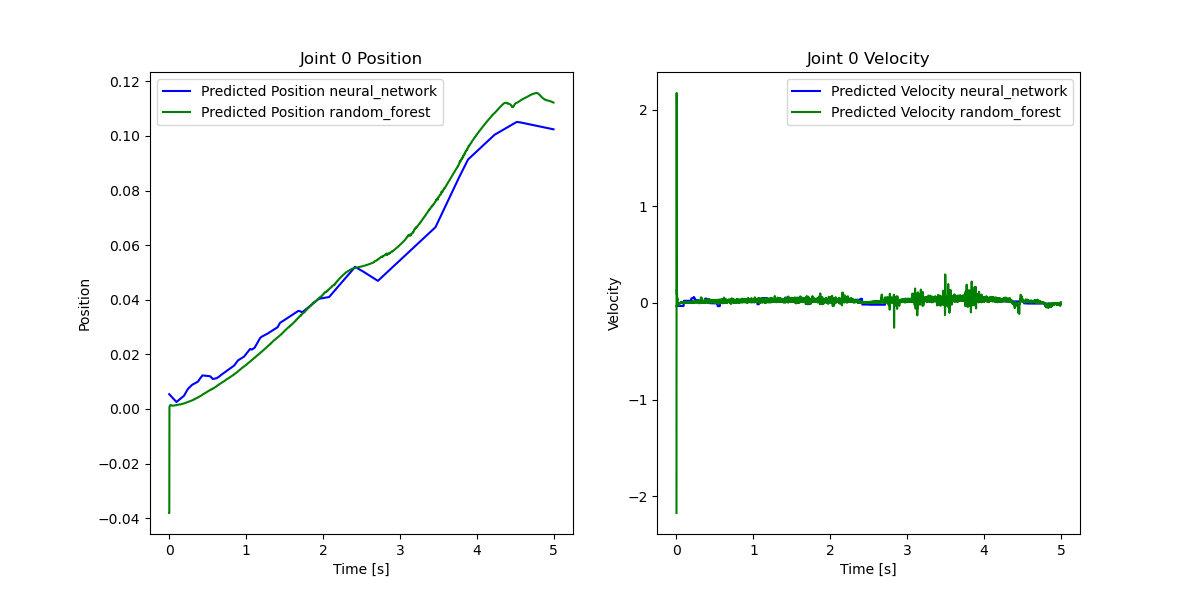 Joint 0 Position
Predicted Position neural_network
Predicted Position random_forest
0.12
0.10
0.08
0.06
0.04
0.02
0.00
−0.02
−0.04
Position
0 1 2 3 4 5
Time [s]
Joint 0 Velocity
Predicted Velocity neural_network
Predicted Velocity random_forest
2
1
0
−1
−2
Velocity
0 1 2 3 4 5
Time [s]